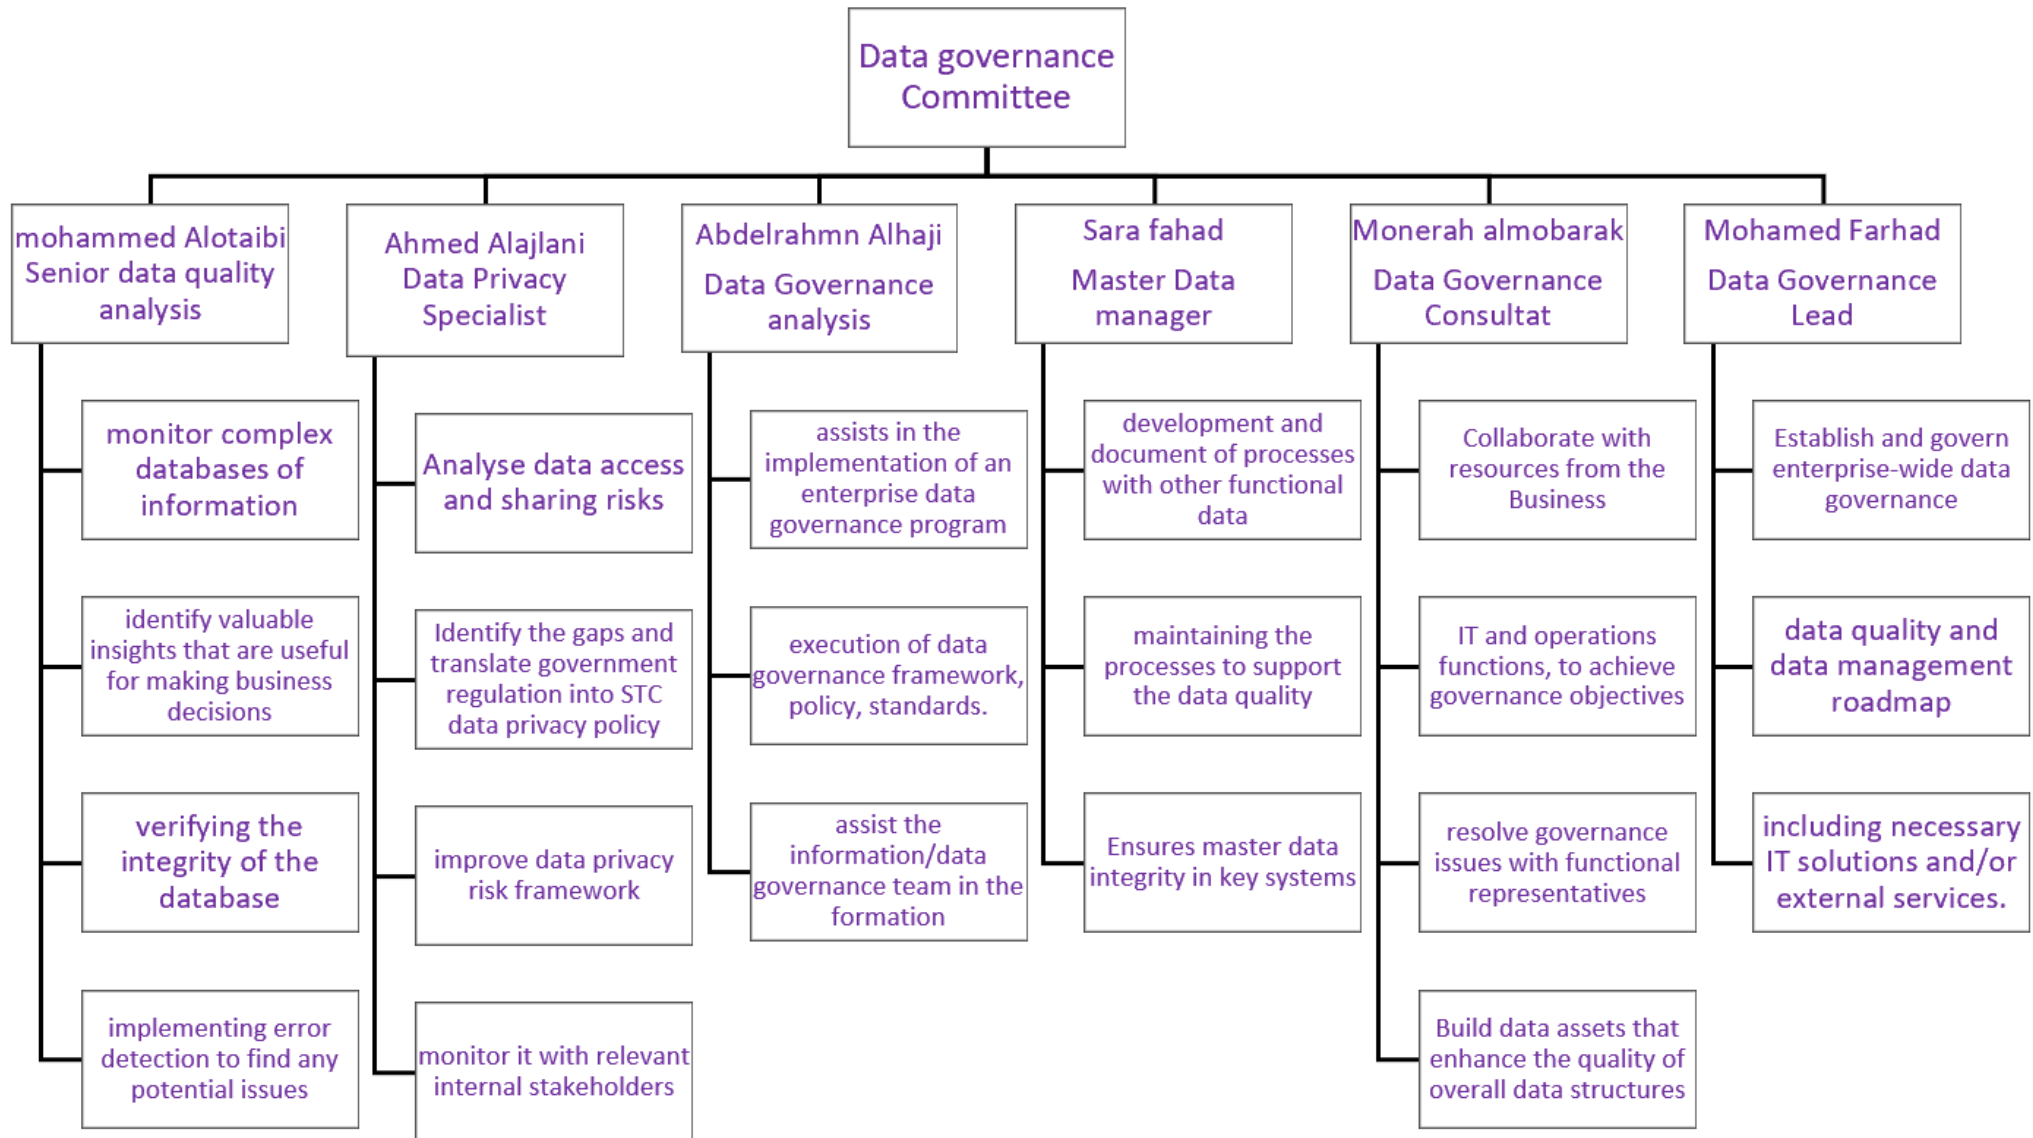 Data governance
Committee
mohammed Alotaibi
Senior data quality
analysis
monitor complex
databases of
information
identify valuable
insights that are useful
for making business
decisions
verifying the
integrity of the
database
implementing error
detection to find any
potential issues
Ahmed Alajlani
Data Privacy
Specialist
Analyse data access
and sharing risks
Identify the gaps and
translate government
regulation into STC
data privacy policy
improve data privacy
risk framework
monitor it with relevant
internal stakeholders
Abdelrahmn Alhaji
Data Governance
analysis
assists in the
implementation of an
enterprise data
governance program
execution of data
governance framework,
policy, standards.
assist the
information/data
governance team in the
formation
Sara fahad
Master Data
manager
development and
document of processes
with other functional
data
maintaining the
processes to support
the data quality
Ensures master data
integrity in key systems
Monerah almobarak
Data Governance
Consultat
Collaborate with
resources from the
Business
IT and operations
functions, to achieve
governance objectives
resolve governance
issues with functional
representatives
Build data assets that
enhance the quality of
overall data structures
Mohamed Farhad
Data Governance
Lead
Establish and govern
enterprise-wide data
governance
data quality and
data management
roadmap
including necessary
IT solutions and/or
external services.